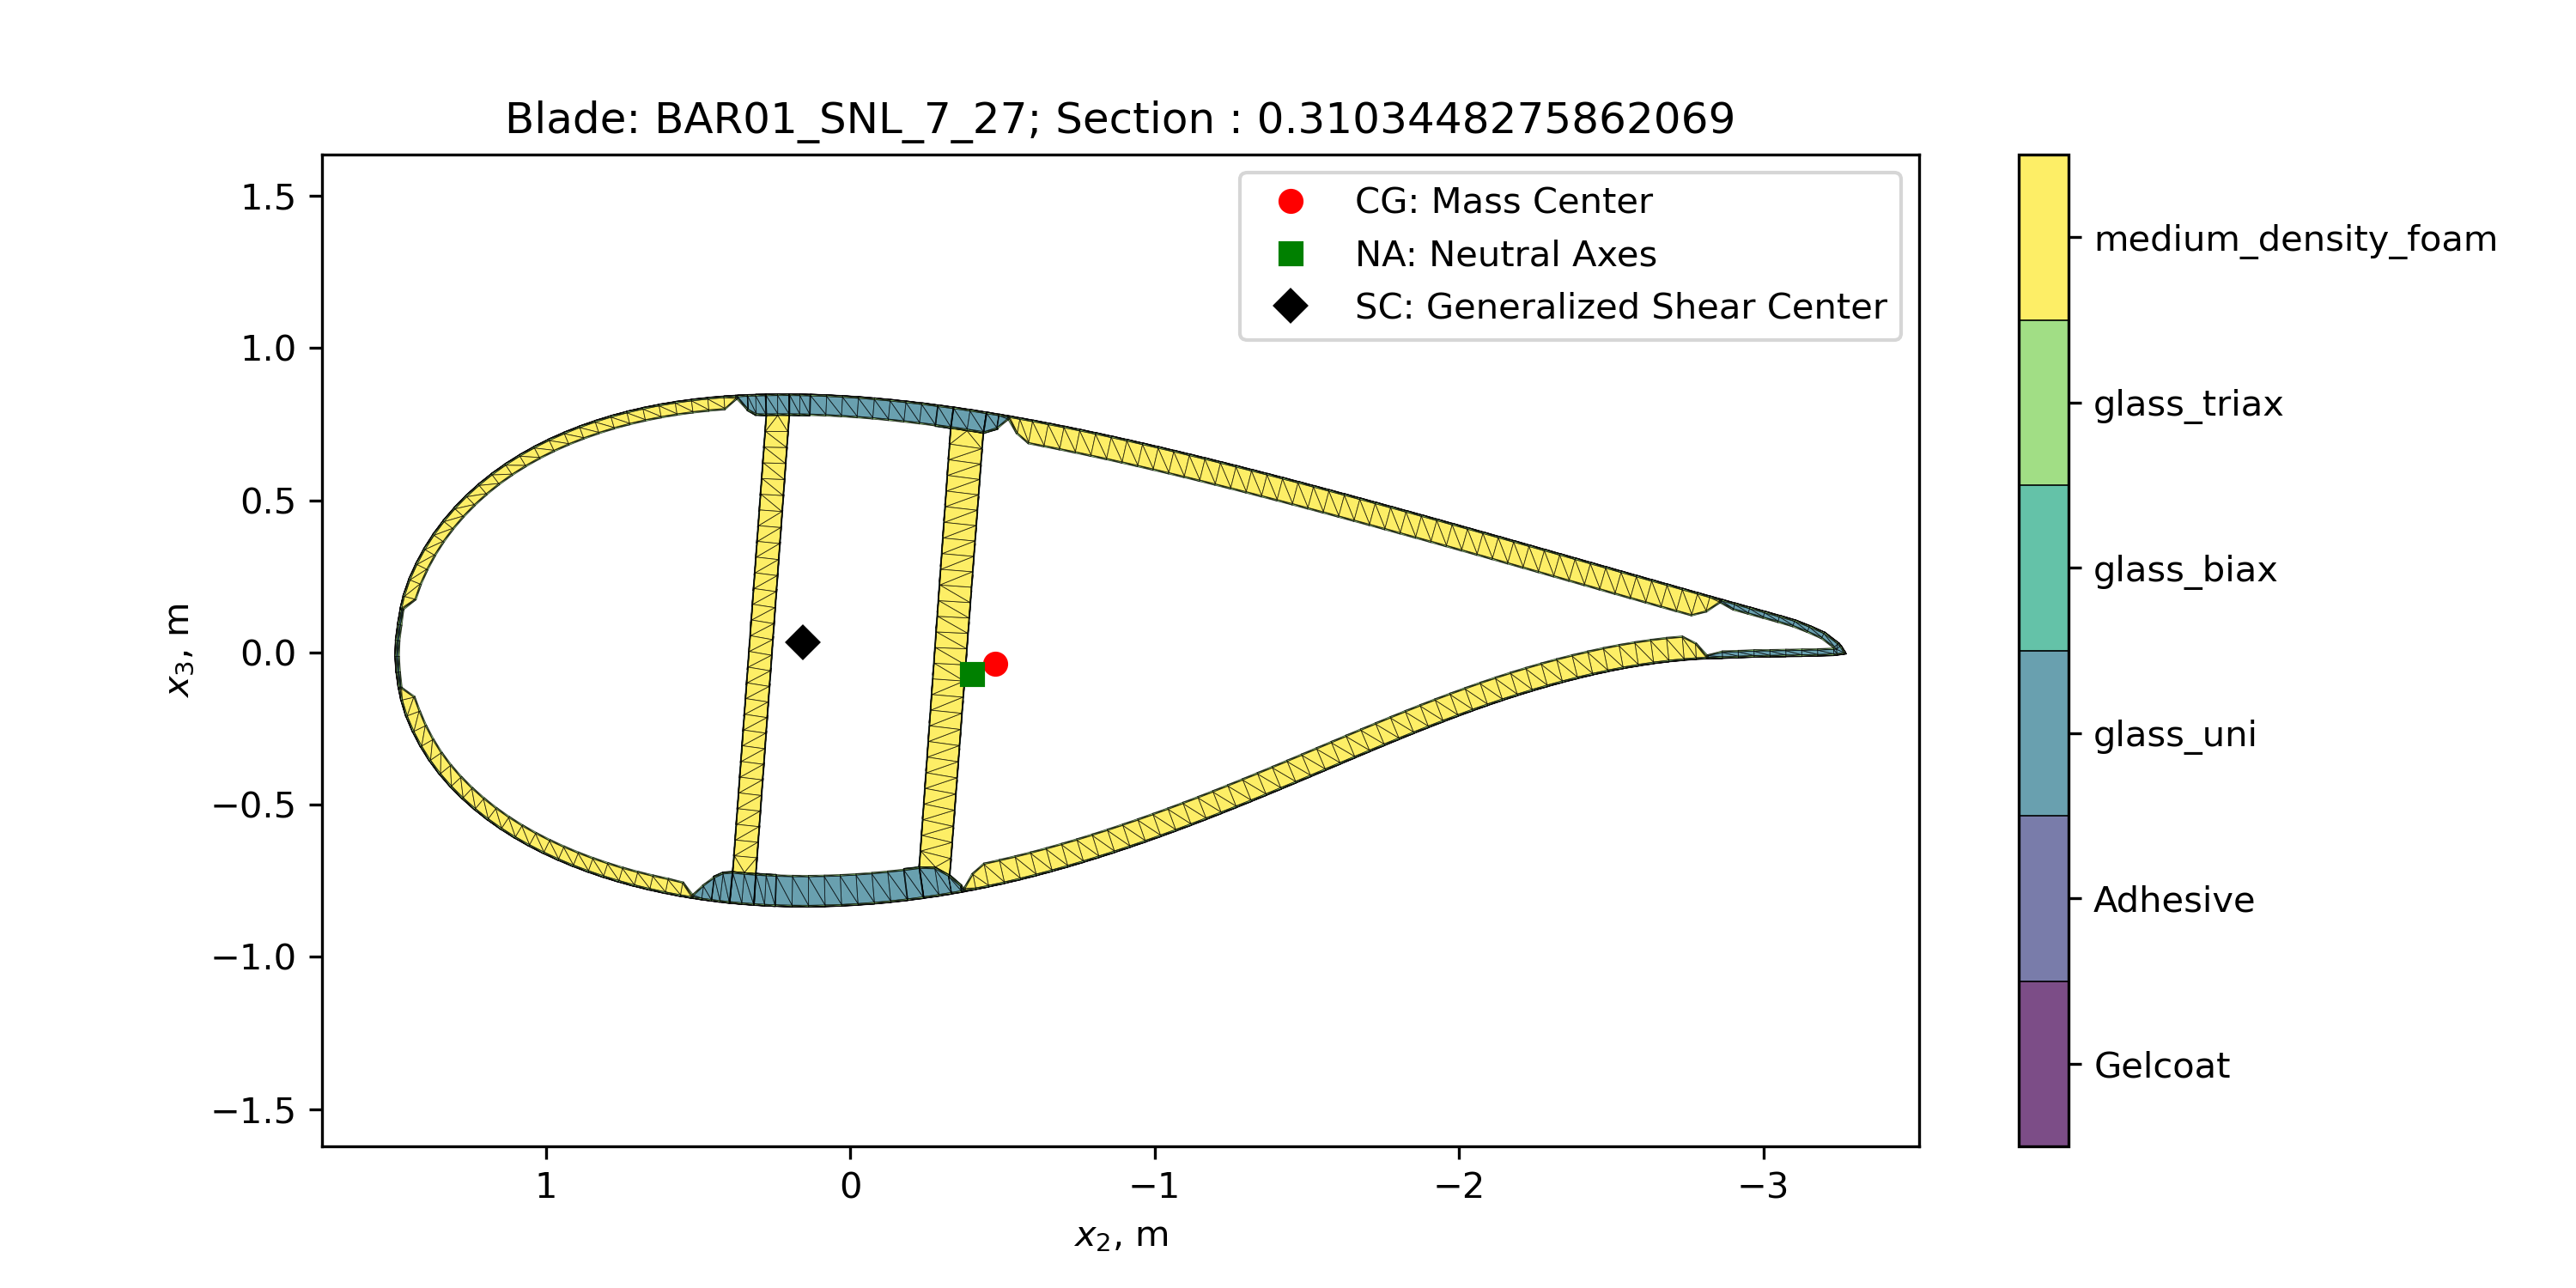 Blade: BAR01_SNL_7_27; Section : 0.3103448275862069
CG: Mass Center
NA: Neutral Axes
SC: Generalized Shear Center
1.5
1.0
0.5
0.0
−0.5
−1.0
−1.5
x₃, m
1 0 −1 −2 −3
x₂, m
medium_density_foam
glass_triax
glass_biax
glass_uni
Adhesive
Gelcoat